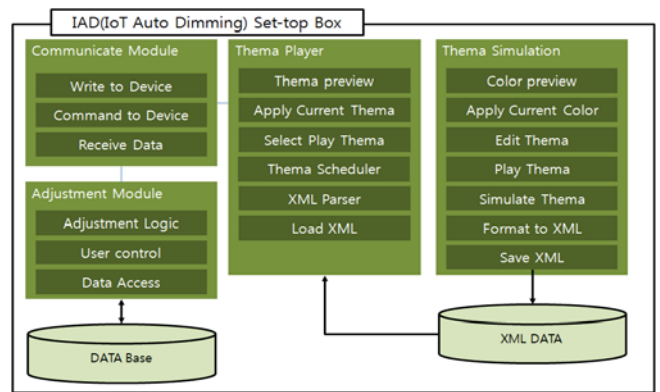 IAD(IoT Auto Dimming) Set-top Box
Communicate Module
Write to Device
Command to Device
Receive Data
Adjustment Module
Adjustment Logic
User control
Data Access
DATA Base
Thema Player
Thema preview
Apply Current Thema
Select Play Thema
Thema Scheduler
XML Parser
Load XML
Thema Simulation
Color preview
Apply Current Color
Edit Thema
Play Thema
Simulate Thema
Format to XML
Save XML
XML DATA